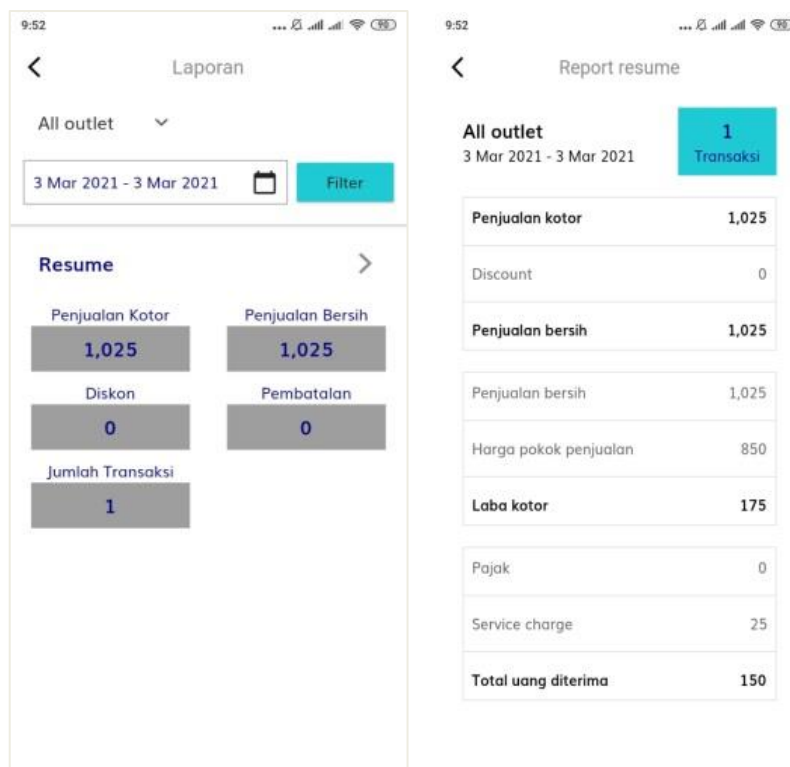 9:52
90
Laporan
All outlet
3 Mar 2021 - 3 Mar 2021
Filter
Resume
Penjualan Kotor Penjualan Bersih
1,025 1,025
Diskon Pembatalan
0 0
Jumlah Transaksi
1
9:52
90
Report resume
All outlet
3 Mar 2021 - 3 Mar 2021
1
Transaksi
Penjualan kotor 1,025
Discount 0
Penjualan bersih 1,025
Penjualan bersih 1,025
Harga pokok penjualan 850
Laba kotor 175
Pajak 0
Service charge 25
Total uang diterima 150